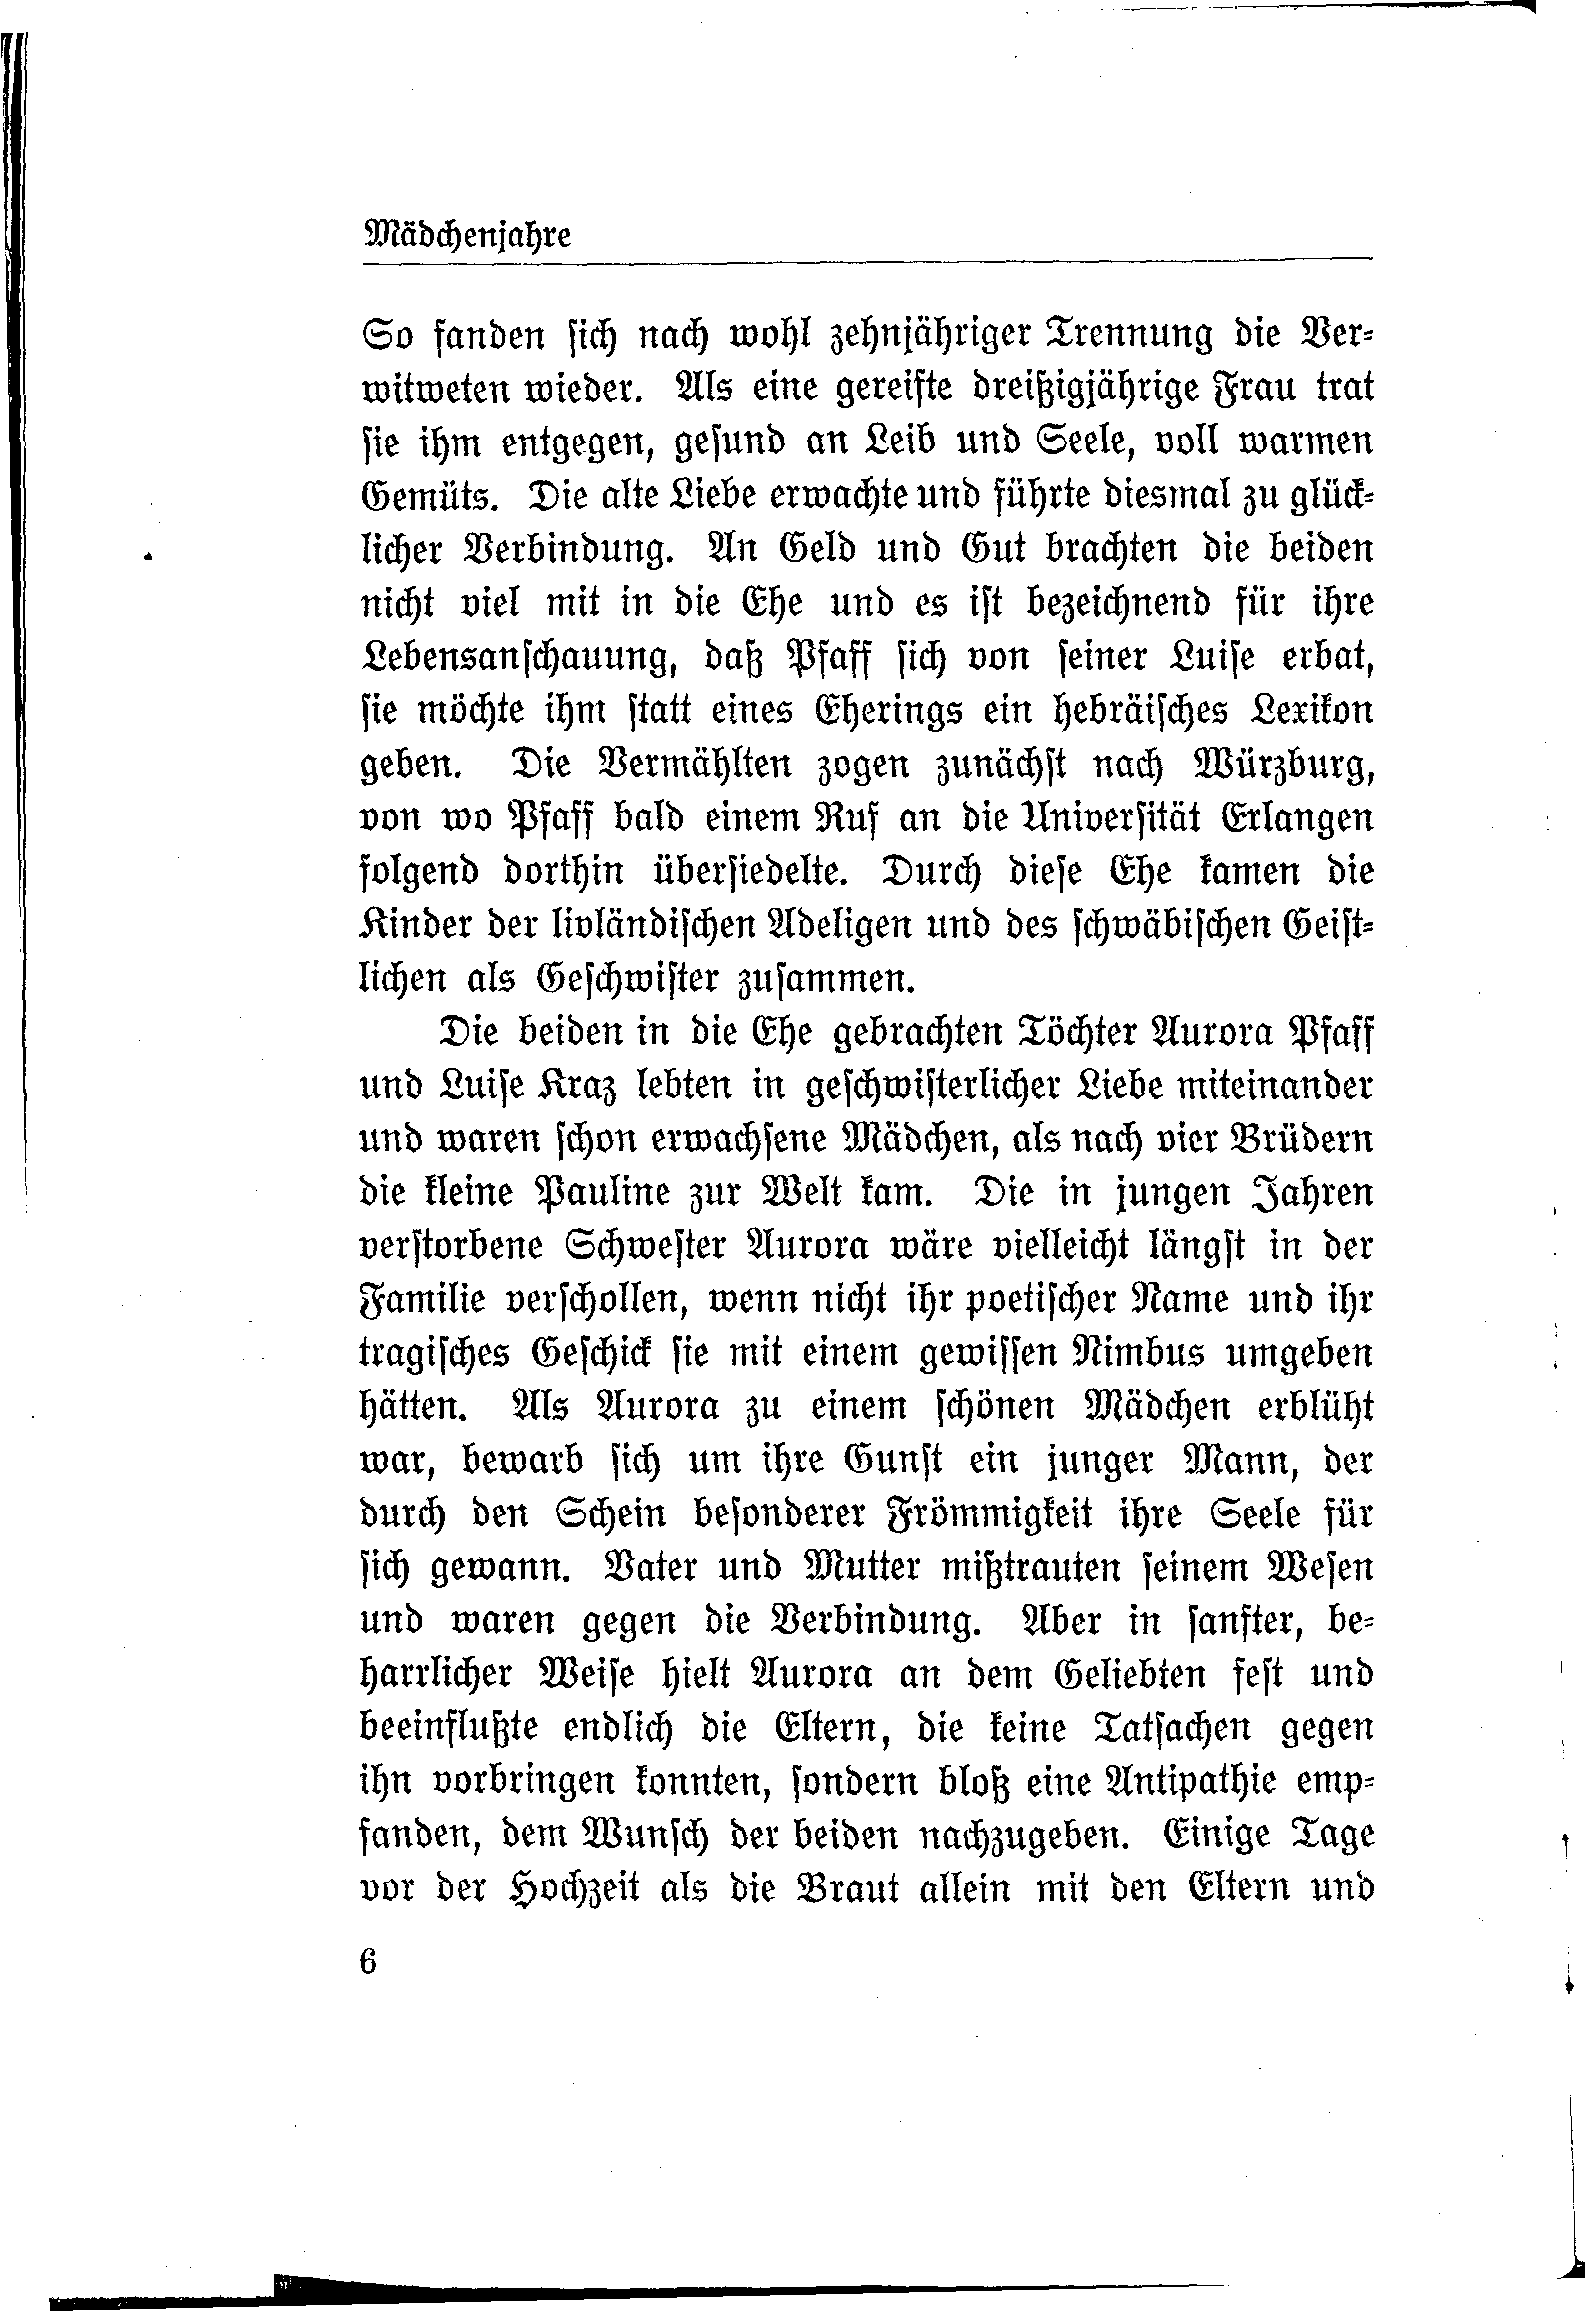 Mädchenjahre
So fanden sich nach wohl zehnjähriger Trennung die Ver-
witweten wieder. Als eine gereifte dreißigjährige Frau trat
sie ihm entgegen, gesund an Leib und Seele, voll warmen
Gemüts. Die alte Liebe erwachte und führte diesmal zu glück-
licher Verbindung. An Geld und Gut brachten die beiden
nicht viel mit in die Ehe und es ist bezeichnend für ihre
Lebensanschauung, daß Pfaff sich von seiner Luise erbat,
sie möchte ihm statt eines Eherings ein hebräisches Lexikon
geben. Die Vermählten zogen zunächst nach Würzburg,
von wo Pfaff bald einem Ruf an die Universität Erlangen
folgend dorthin übersiedelte. Durch diese Ehe kamen die
Kinder der livländischen Adeligen und des schwäbischen Geist-
lichen als Geschwister zusammen.
Die beiden in die Ehe gebrachten Töchter Aurora Pfaff
und Luise Kraz lebten in geschwisterlicher Liebe miteinander
und waren schon erwachsene Mädchen, als nach vier Brüdern
die kleine Pauline zur Welt kam. Die in jungen Jahren
verstorbene Schwester Aurora wäre vielleicht längst in der
Familie verschollen, wenn nicht ihr poetischer Name und ihr
tragisches Geschick sie mit einem gewissen Nimbus umgeben
hätten. Als Aurora zu einem schönen Mädchen erblüht
war, bewarb sich um ihre Gunst ein junger Mann, der
durch den Schein besonderer Frömmigkeit ihre Seele für
sich gewann. Vater und Mutter mißtrauten seinem Wesen
und waren gegen die Verbindung. Aber in sanfter, be-
harrlicher Weise hielt Aurora an dem Geliebten fest und
beeinflußte endlich die Eltern, die keine Tatsachen gegen
ihn vorbringen konnten, sondern bloß eine Antipathie emp-
fanden, dem Wunsch der beiden nachzugeben. Einige Tage
vor der Hochzeit als die Braut allein mit den Eltern und
6